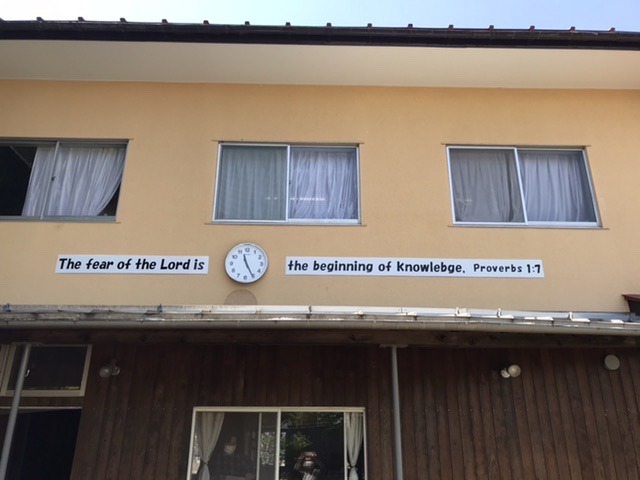 The fear of the Lord is the beginning of knowlebge, Proverbs 1:7